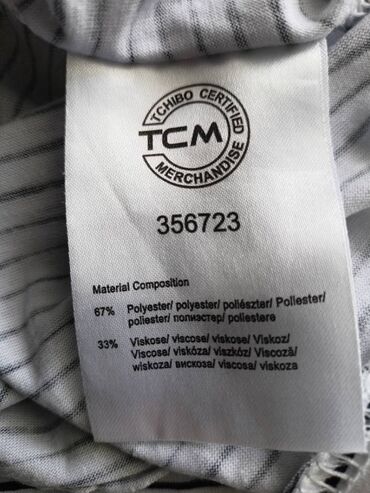 TCHIBO CERTIFIED
TCM
MERCHANDISE
356723
Material Composition
67% Polyester/ polyester/ poliészter/ Poliester/
poliester/ полиэстер/ poliestere
33% Viskose/ viscose/ viskose/ Viskoz/
Viscose/ viskóza/ viszkóz/ Viscoză/
wiskoza/ вискоза/ viscosa/ viskoza